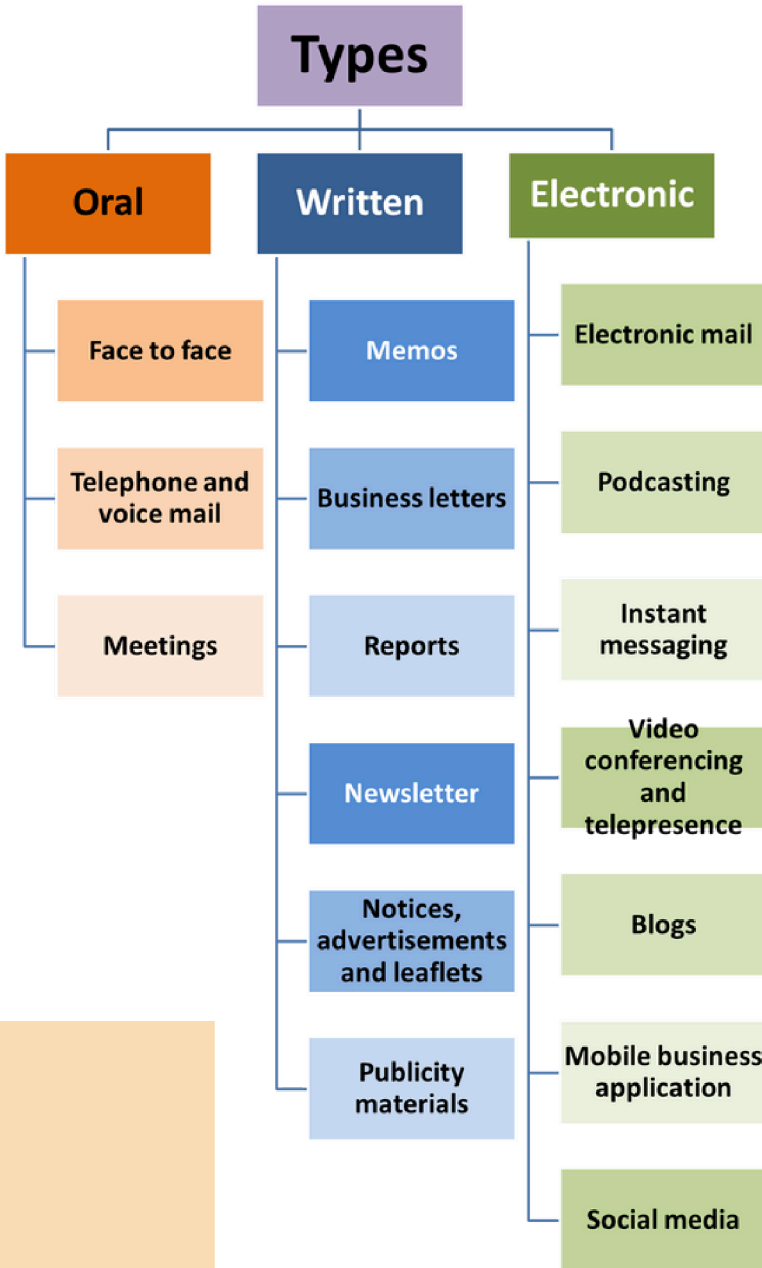 Types
Oral
Face to face
Telephone and
voice mail
Meetings
Written
Memos
Business letters
Reports
Newsletter
Notices,
advertisements
and leaflets
Publicity
materials
Electronic
Electronic mail
Podcasting
Instant
messaging
Video
conferencing
and
telepresence
Blogs
Mobile business
application
Social media